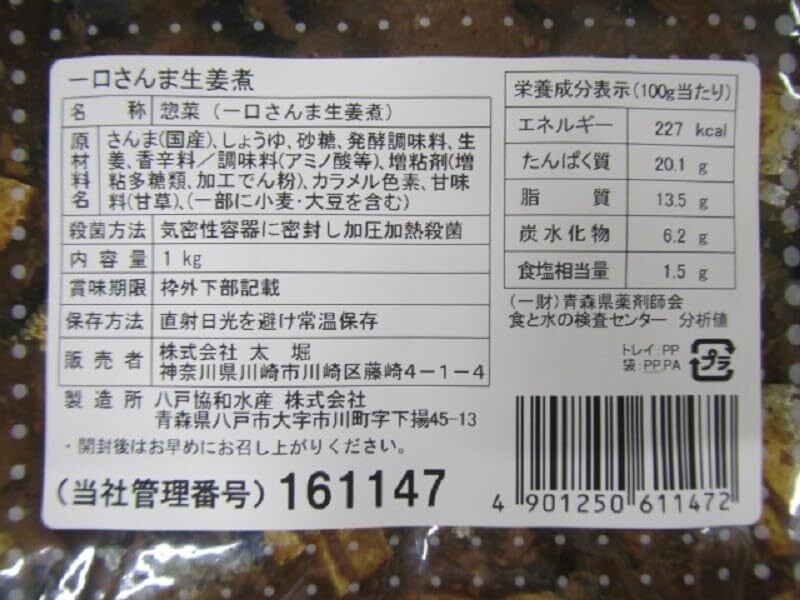 一口さんま生姜煮
名 称 惣菜（一口さんま生姜煮）
原材料名 さんま(国産)、しょうゆ、砂糖、発酵調味料、生
姜、香辛料／調味料(アミノ酸等)、増粘剤(増
粘多糖類、加工でん粉)、カラメル色素、甘味
料(甘草)、(一部に小麦・大豆を含む)
殺菌方法 気密性容器に密封し加圧加熱殺菌
内 容 量 1 kg
賞味期限 枠外下部記載
保存方法 直射日光を避け常温保存
販 売 者 株式会社 太 堀
神奈川県川崎市川崎区藤崎4－1－4
製 造 所 八戸協和水産 株式会社
青森県八戸市大字市川町字下揚45-13
・開封後はお早めにお召し上がりください。
（当社管理番号）161147
栄養成分表示(100g当たり)
エネルギー 227 kcal
たんぱく質 20.1 g
脂 質 13.5 g
炭水化物 6.2 g
食塩相当量 1.5 g
(一財)青森県薬剤師会
食と水の検査センター 分析値
トレイ:PP
袋:PP,PA
プラ
4 901250 611472